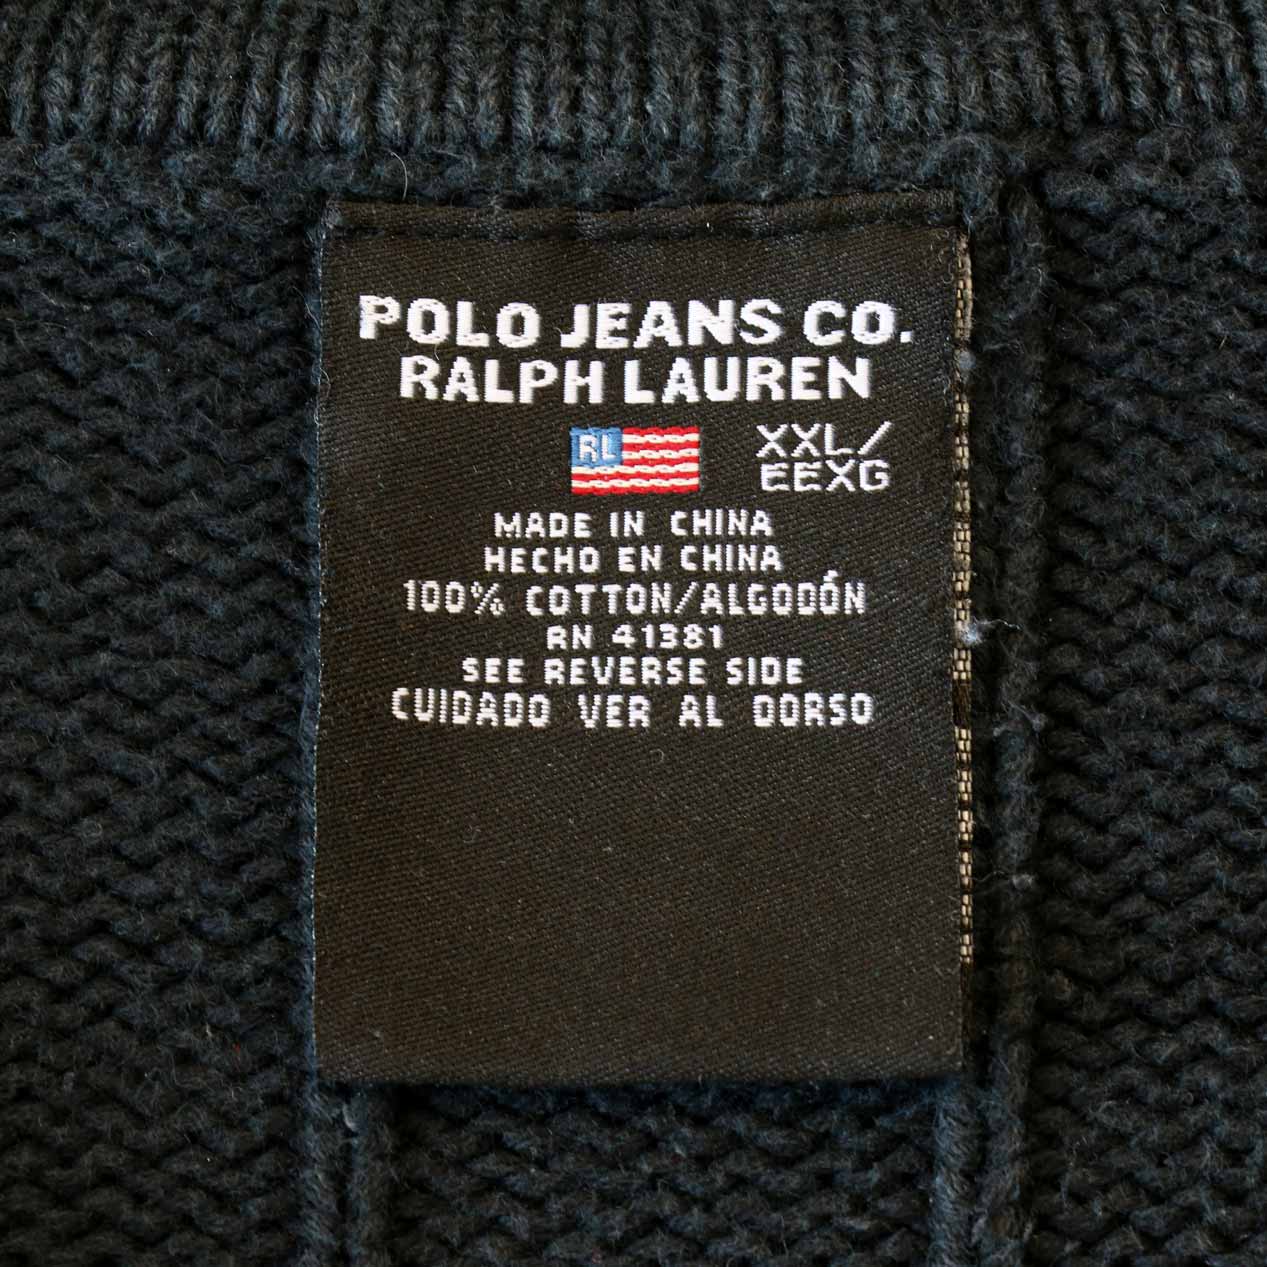 POLO JEANS CO.
RALPH LAUREN
RL
XXL/
EEXG
MADE IN CHINA
HECHO EN CHINA
100% COTTON/ALGODÓN
RN 41381
SEE REVERSE SIDE
CUIDADO VER AL DORSO